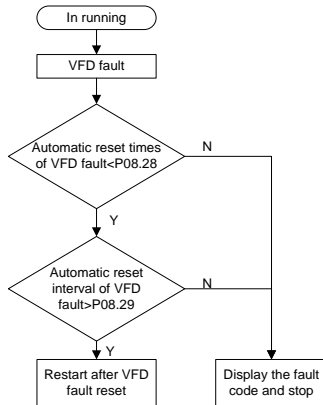 In running
VFD fault
Automatic reset times
of VFD fault<P08.28
N
Y
Automatic reset
interval of VFD
fault>P08.29
N
Y
Restart after VFD
fault reset
Display the fault
code and stop